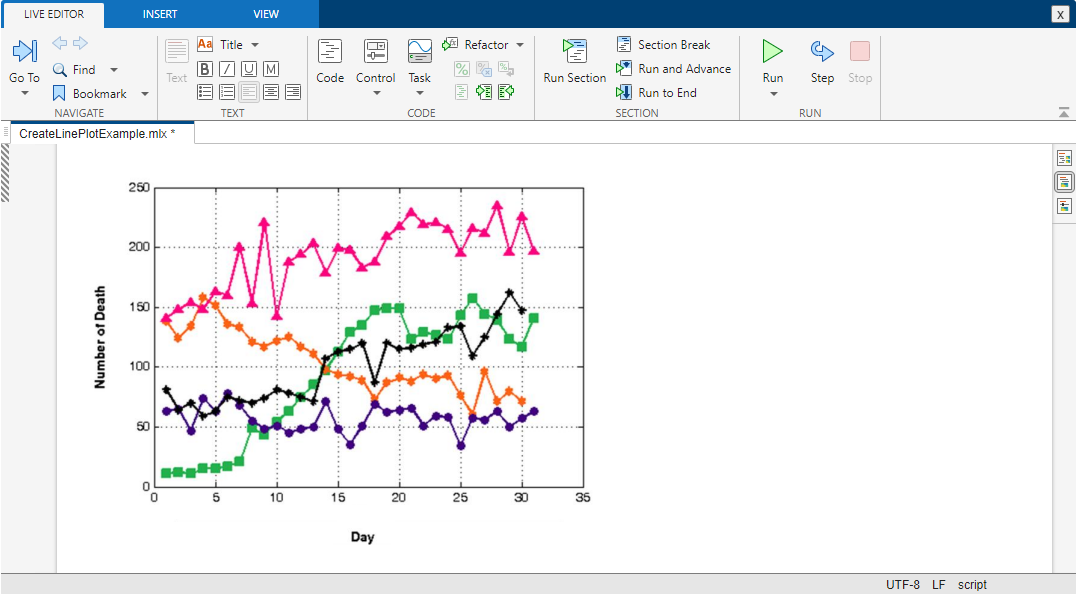 LIVE EDITOR INSERT VIEW X
Aa Title Refactor Section Break
Go To Find Text B I U M Code Control Task Run Section Run and Advance Run Step Stop
Bookmark Run to End
NAVIGATE TEXT CODE SECTION RUN
CreateLinePlotExample.mlx *
250
200
150
100
50
0
Number of Death
0 5 10 15 20 25 30 35
Day
UTF-8 LF script